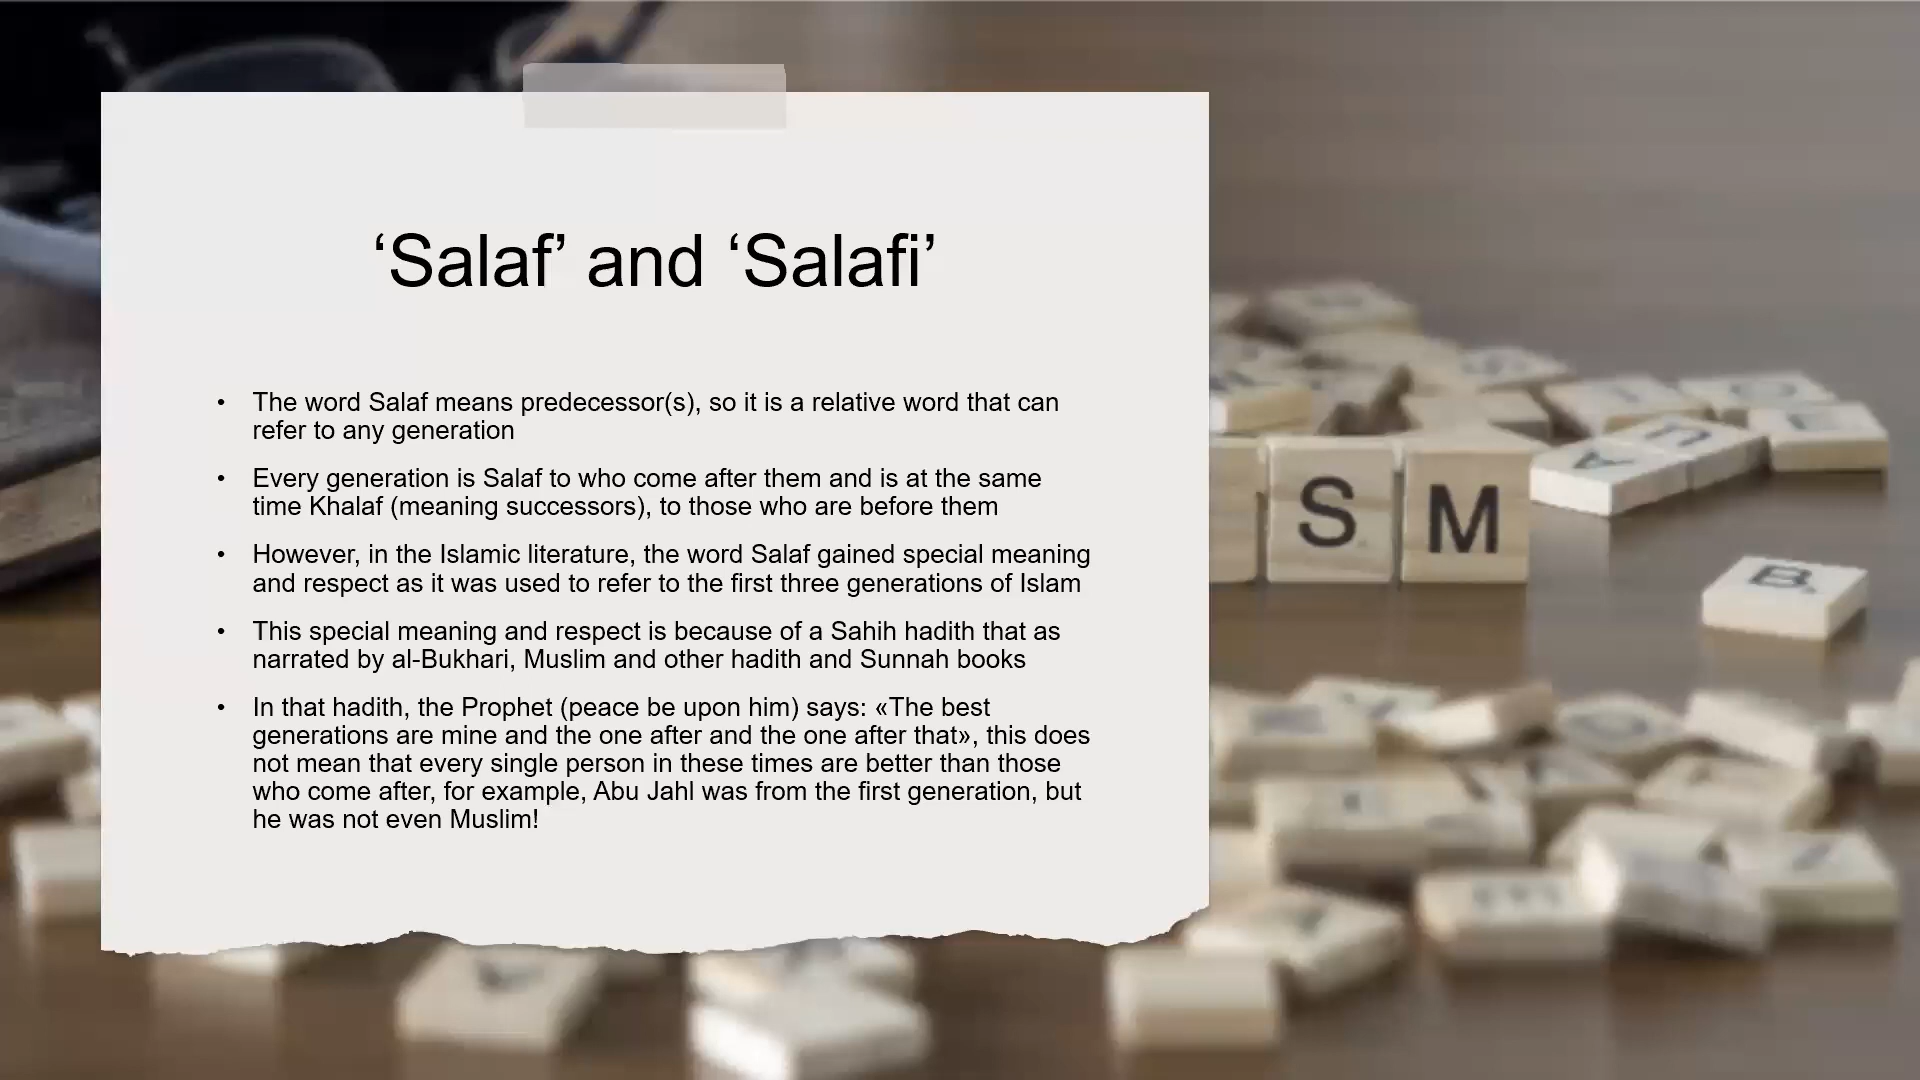 ‘Salaf’ and ‘Salafi’
• The word Salaf means predecessor(s), so it is a relative word that can
refer to any generation
• Every generation is Salaf to who come after them and is at the same
time Khalaf (meaning successors), to those who are before them
• However, in the Islamic literature, the word Salaf gained special meaning
and respect as it was used to refer to the first three generations of Islam
• This special meaning and respect is because of a Sahih hadith that as
narrated by al-Bukhari, Muslim and other hadith and Sunnah books
• In that hadith, the Prophet (peace be upon him) says: «The best
generations are mine and the one after and the one after that», this does
not mean that every single person in these times are better than those
who come after, for example, Abu Jahl was from the first generation, but
he was not even Muslim!
S M
B